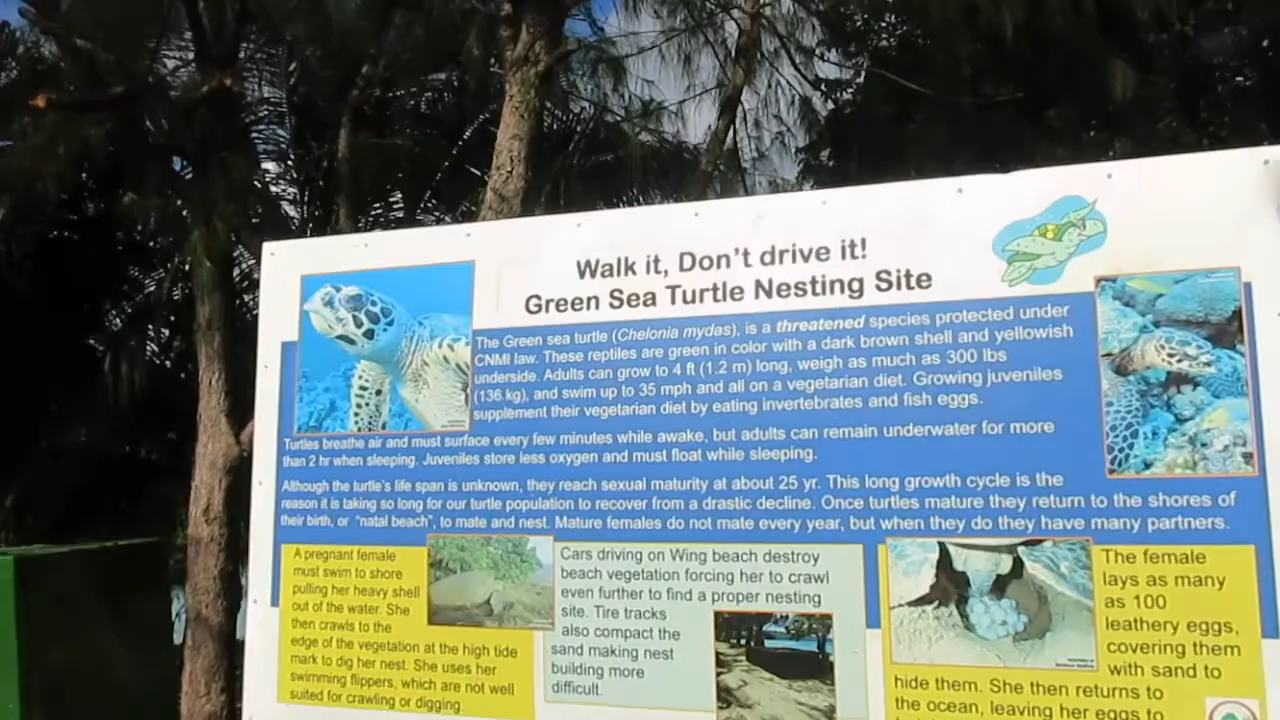 Walk it, Don't drive it!
Green Sea Turtle Nesting Site
The Green sea turtle (Chelonia mydas), is a threatened species protected under
CNMI law. These reptiles are green in color with a dark brown shell and yellowish
underside. Adults can grow to 4 ft (1.2 m) long, weigh as much as 300 lbs
(136 kg), and swim up to 35 mph and all on a vegetarian diet. Growing juveniles
supplement their vegetarian diet by eating invertebrates and fish eggs.
Turtles breathe air and must surface every few minutes while awake, but adults can remain underwater for more
than 2 hr when sleeping. Juveniles store less oxygen and must float while sleeping.
Although the turtle's life span is unknown, they reach sexual maturity at about 25 yr. This long growth cycle is the
reason it is taking so long for our turtle population to recover from a drastic decline. Once turtles mature they return to the shores of
their birth, or "natal beach", to mate and nest. Mature females do not mate every year, but when they do they have many partners.
A pregnant female
must swim to shore
pulling her heavy shell
out of the water. She
then crawls to the
edge of the vegetation at the high tide
mark to dig her nest. She uses her
swimming flippers, which are not well
suited for crawling or digging.
Cars driving on Wing beach destroy
beach vegetation forcing her to crawl
even further to find a proper nesting
site. Tire tracks
also compact the
sand making nest
building more
difficult.
The female
lays as many
as 100
leathery eggs,
covering them
with sand to
hide them. She then returns to
the ocean, leaving her eggs to